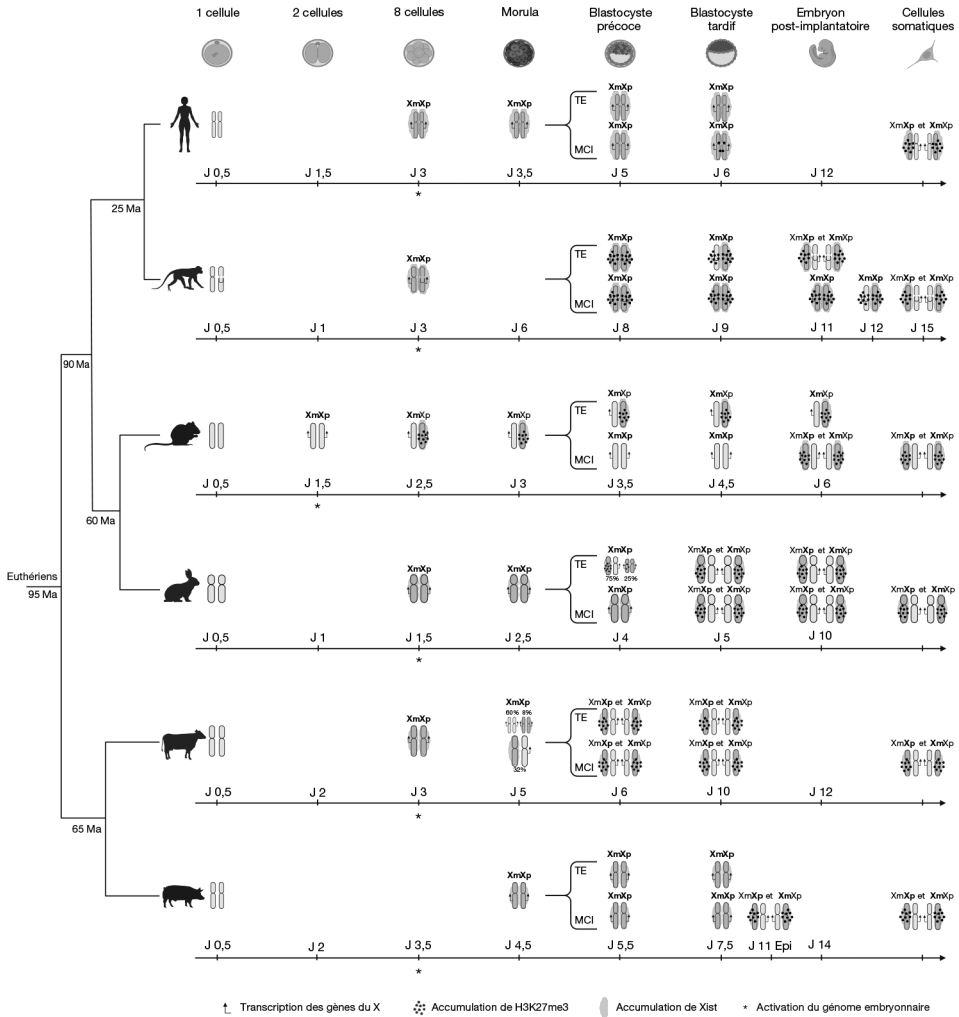 1 cellule 2 cellules 8 cellules Morula Blastocyste précoce Blastocyste tardif Embryon post-implantatoire Cellules somatiques
XmXp XmXp TE XmXp XmXp
XmXp XmXp XmXp et XmXp
MCI
J 0,5 J 1,5 J 3 J 3,5 J 5 J 6 J 12
*
25 Ma
XmXp TE XmXp XmXp XmXp et XmXp
XmXp XmXp XmXp XmXp XmXp et XmXp
MCI
J 0,5 J 1 J 3 J 6 J 8 J 9 J 11 J 12 J 15
*
90 Ma
XmXp XmXp XmXp TE XmXp XmXp XmXp
XmXp XmXp XmXp et XmXp XmXp et XmXp
MCI
J 0,5 J 1,5 J 2,5 J 3 J 3,5 J 4,5 J 6
*
60 Ma
Euthériens
95 Ma
XmXp XmXp TE XmXp XmXp et XmXp XmXp et XmXp
75% 25%
XmXp XmXp et XmXp XmXp et XmXp XmXp et XmXp
MCI
J 0,5 J 1 J 1,5 J 2,5 J 4 J 5 J 10
*
XmXp XmXp TE XmXp et XmXp XmXp et XmXp
60% 8%
XmXp et XmXp XmXp et XmXp XmXp et XmXp
32% MCI
J 0,5 J 2 J 3 J 5 J 6 J 10 J 12
*
65 Ma
XmXp TE XmXp XmXp
XmXp XmXp XmXp et XmXp XmXp et XmXp
MCI
J 0,5 J 2 J 3,5 J 4,5 J 5,5 J 7,5 J 11 Epi J 14
*
Transcription des gènes du X Accumulation de H3K27me3 Accumulation de Xist * Activation du génome embryonnaire